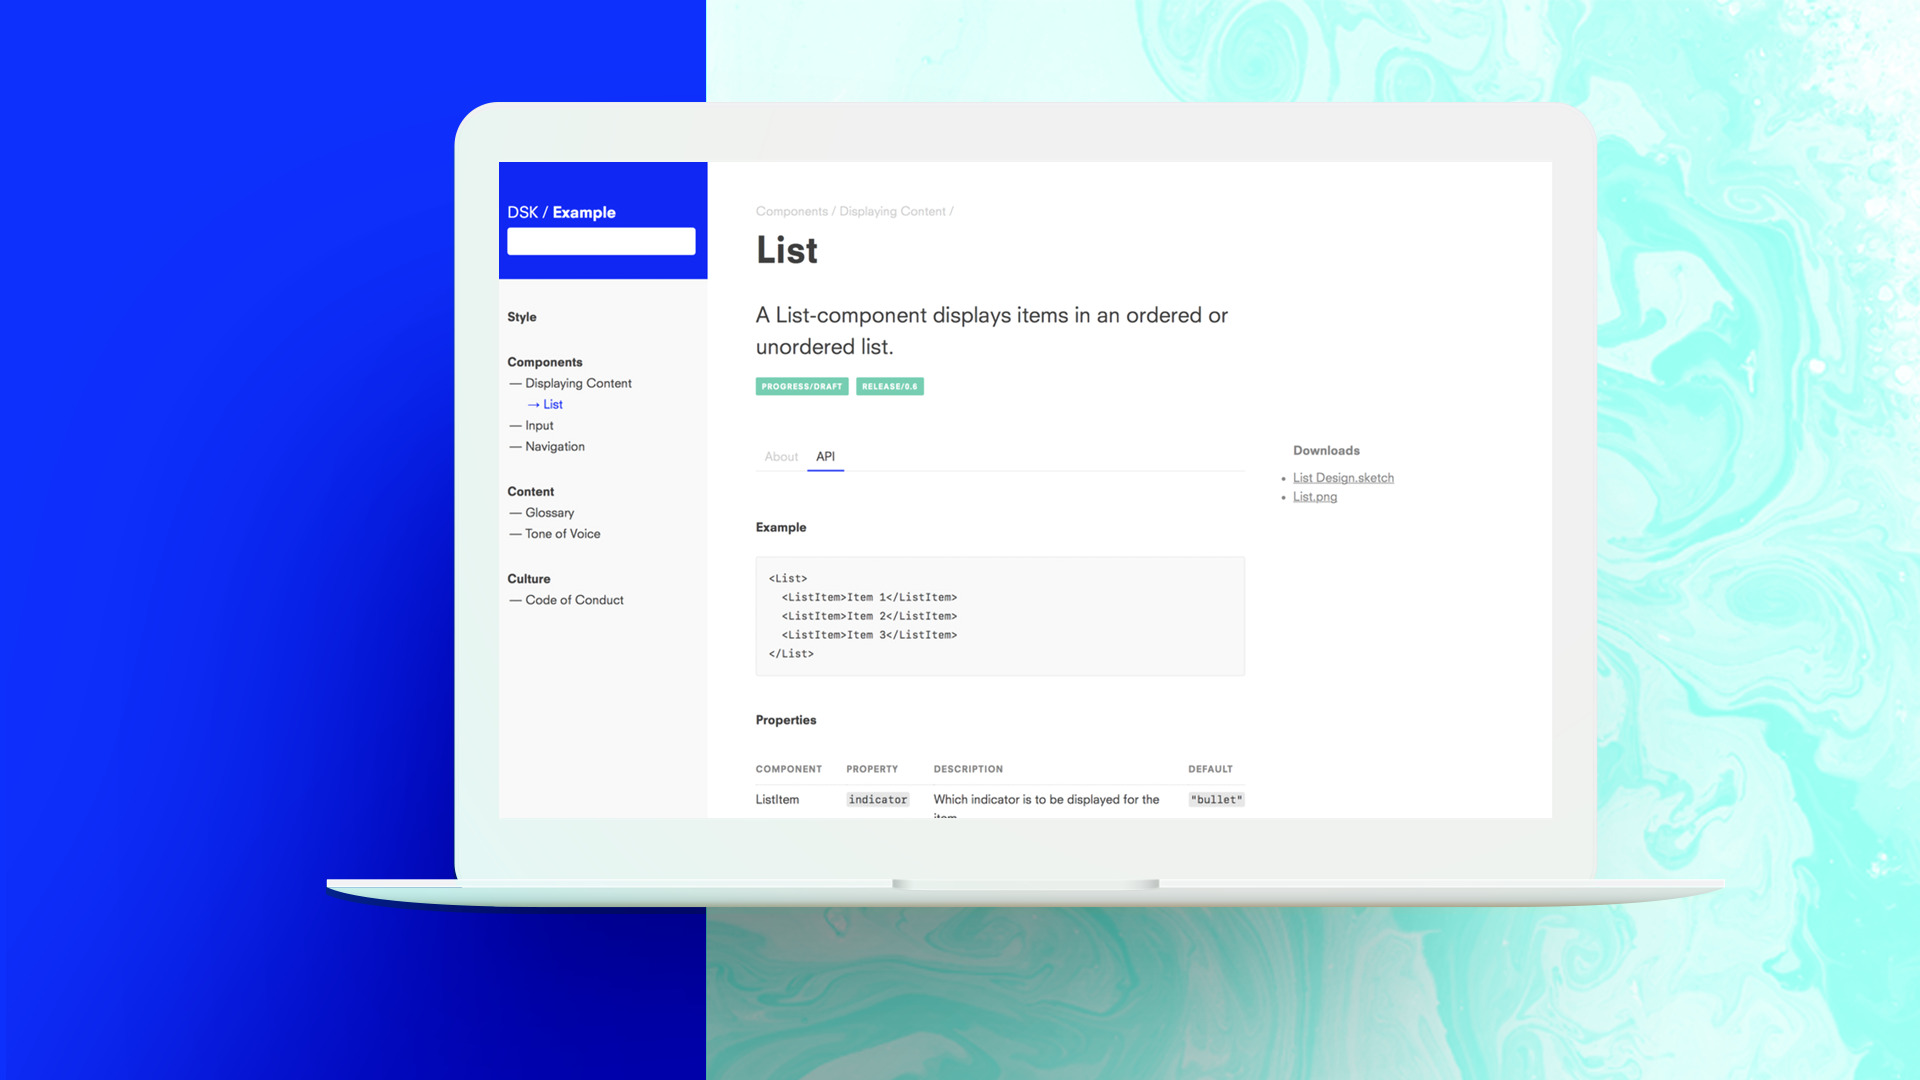 DSK / Example
Style
Components
— Displaying Content
→ List
— Input
— Navigation
Content
— Glossary
— Tone of Voice
Culture
— Code of Conduct
Components / Displaying Content /
List
A List-component displays items in an ordered or
unordered list.
PROGRESS/DRAFT RELEASE/0.6
About API
Example
<List>
<ListItem>Item 1</ListItem>
<ListItem>Item 2</ListItem>
<ListItem>Item 3</ListItem>
</List>
Properties
COMPONENT PROPERTY DESCRIPTION DEFAULT
ListItem indicator Which indicator is to be displayed for the "bullet"
item
Downloads
• List Design.sketch
• List.png